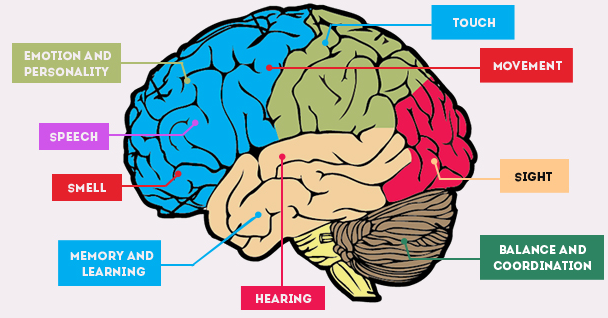 TOUCH
EMOTION AND
PERSONALITY
MOVEMENT
SPEECH
SIGHT
SMELL
MEMORY AND
LEARNING
BALANCE AND
COORDINATION
HEARING